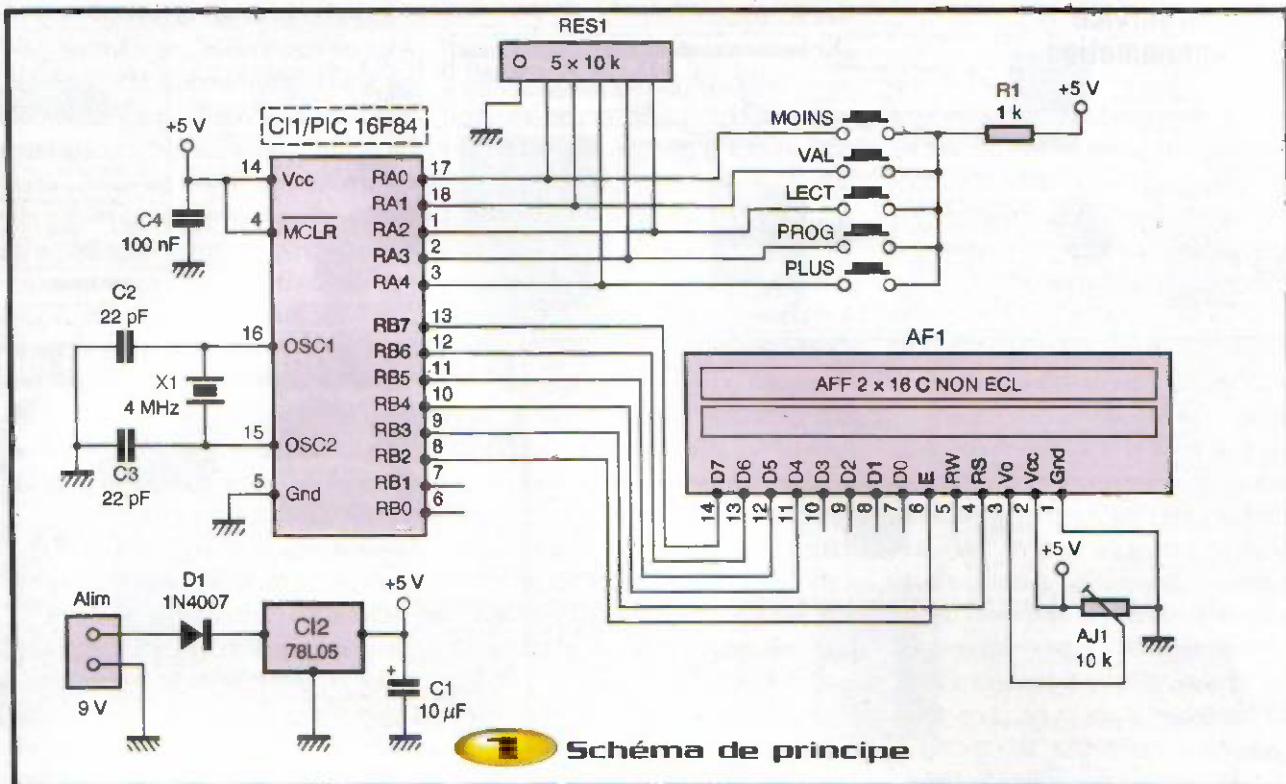 RES1
5 x 10 k
+5 V
CI1/PIC 16F84
14
Vcc
4
MCLR
C4
100 nF
C2
22 pF
16
OSC1
X1
4 MHz
15
OSC2
C3
22 pF
5
Gnd
RA0
17
RA1
18
RA2
1
RA3
2
RA4
3
RB7
13
RB6
12
RB5
11
RB4
10
RB3
9
RB2
8
RB1
7
RB0
6
MOINS
VAL
LECT
PROG
PLUS
R1
1 k
+5 V
AF1
AFF 2 x 16 C NON ECL
D7 D6 D5 D4 D3 D2 D1 D0 E RW RS Vo Vcc Gnd
14 13 12 11 10 9 8 7 6 5 4 3 2 1
+5 V
AJ1
10 k
Alim
9 V
D1
1N4007
CI2
78L05
+5 V
+
C1
10 µF
1 Schéma de principe